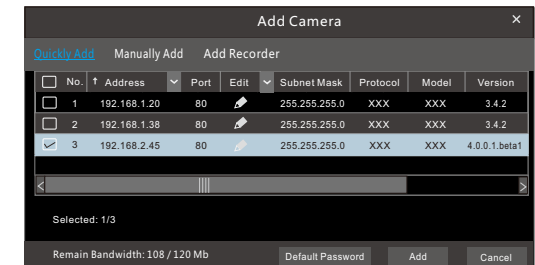 Add Camera ×
Quickly Add Manually Add Add Recorder
No. ↑ Address Port Edit Subnet Mask Protocol Model Version
1 192.168.1.20 80 255.255.255.0 XXX XXX 3.4.2
2 192.168.1.38 80 255.255.255.0 XXX XXX 3.4.2
3 192.168.2.45 80 255.255.255.0 XXX XXX 4.0.0.1.beta1
Selected: 1/3
Remain Bandwidth: 108 / 120 Mb Default Password Add Cancel